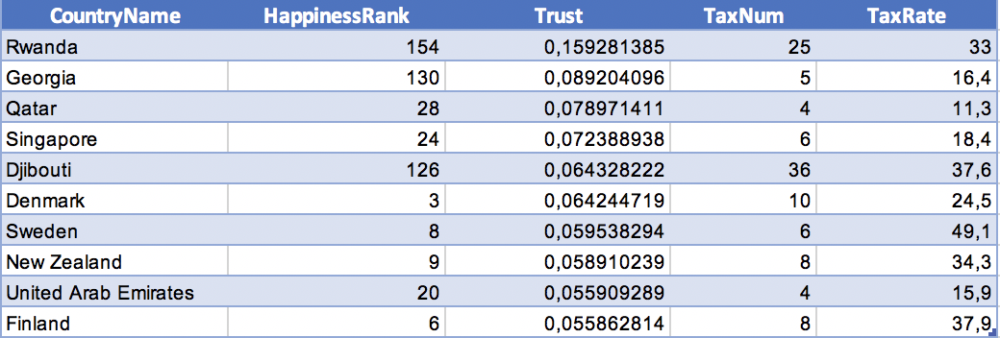 CountryName HappinessRank Trust TaxNum TaxRate
Rwanda 154 0,159281385 25 33
Georgia 130 0,089204096 5 16,4
Qatar 28 0,078971411 4 11,3
Singapore 24 0,072388938 6 18,4
Djibouti 126 0,064328222 36 37,6
Denmark 3 0,064244719 10 24,5
Sweden 8 0,059538294 6 49,1
New Zealand 9 0,058910239 8 34,3
United Arab Emirates 20 0,055909289 4 15,9
Finland 6 0,055862814 8 37,9